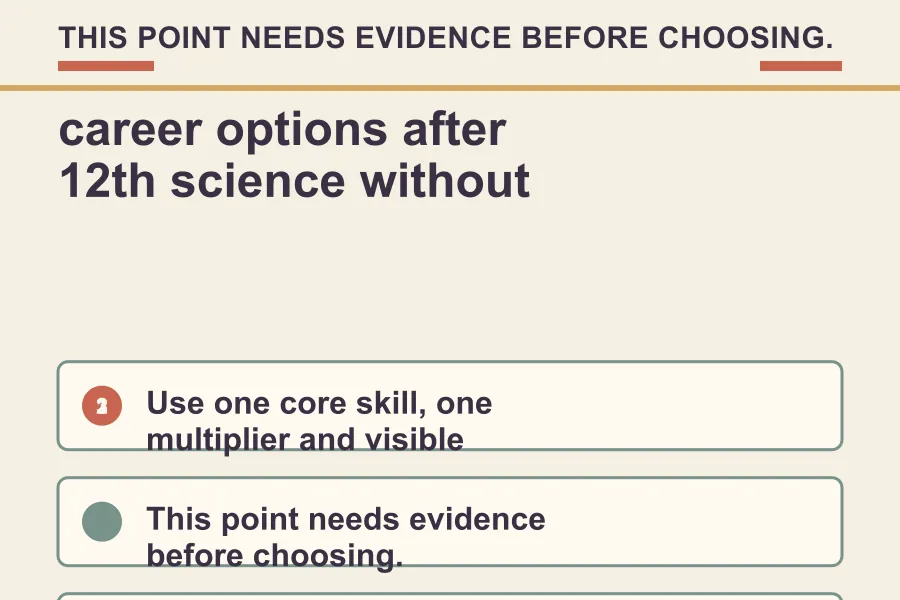 THIS POINT NEEDS EVIDENCE BEFORE CHOOSING.
career options after
12th science without
Use one core skill, one
multiplier and visible
This point needs evidence
before choosing.